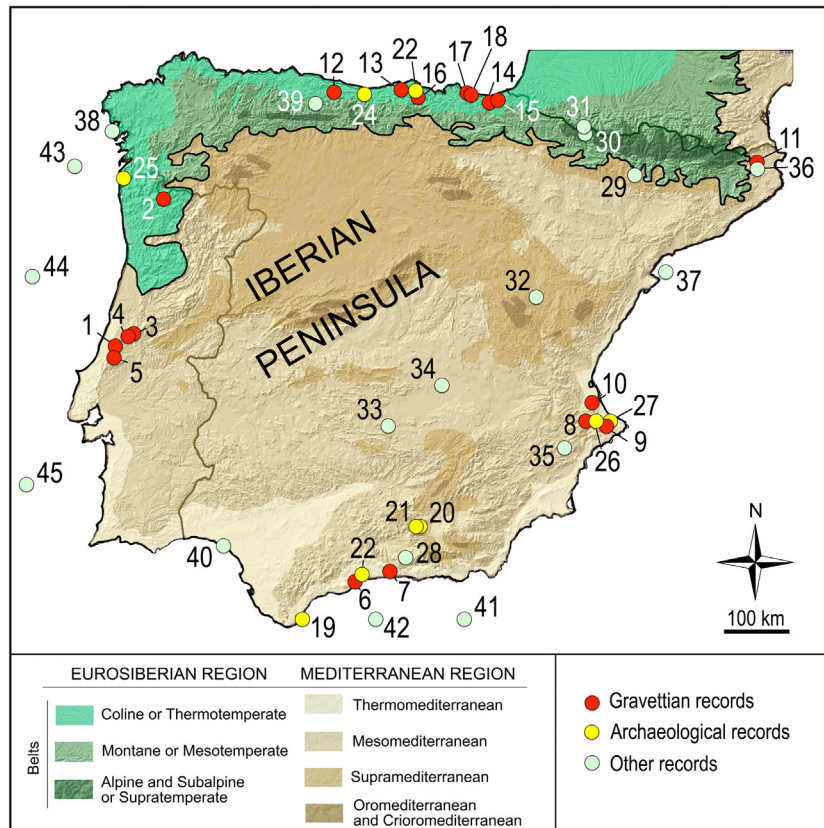 12
13
22
17
18
14
16
15
39
24
38
31
30
11
36
43
25
2
29
IBERIAN
PENINSULA
44
32
37
1
4
3
5
34
10
27
33
8
9
26
35
45
21
20
40
22
28
6
7
19
42
41
N
100 km
EUROSIBERIAN REGION
MEDITERRANEAN REGION
Belts
Coline or Thermotemperate
Montane or Mesotemperate
Alpine and Subalpine
or Supratemperate
Thermomediterranean
Mesomediterranean
Supramediterranean
Oromediterranean
and Crioromediterranean
Gravettian records
Archaeological records
Other records